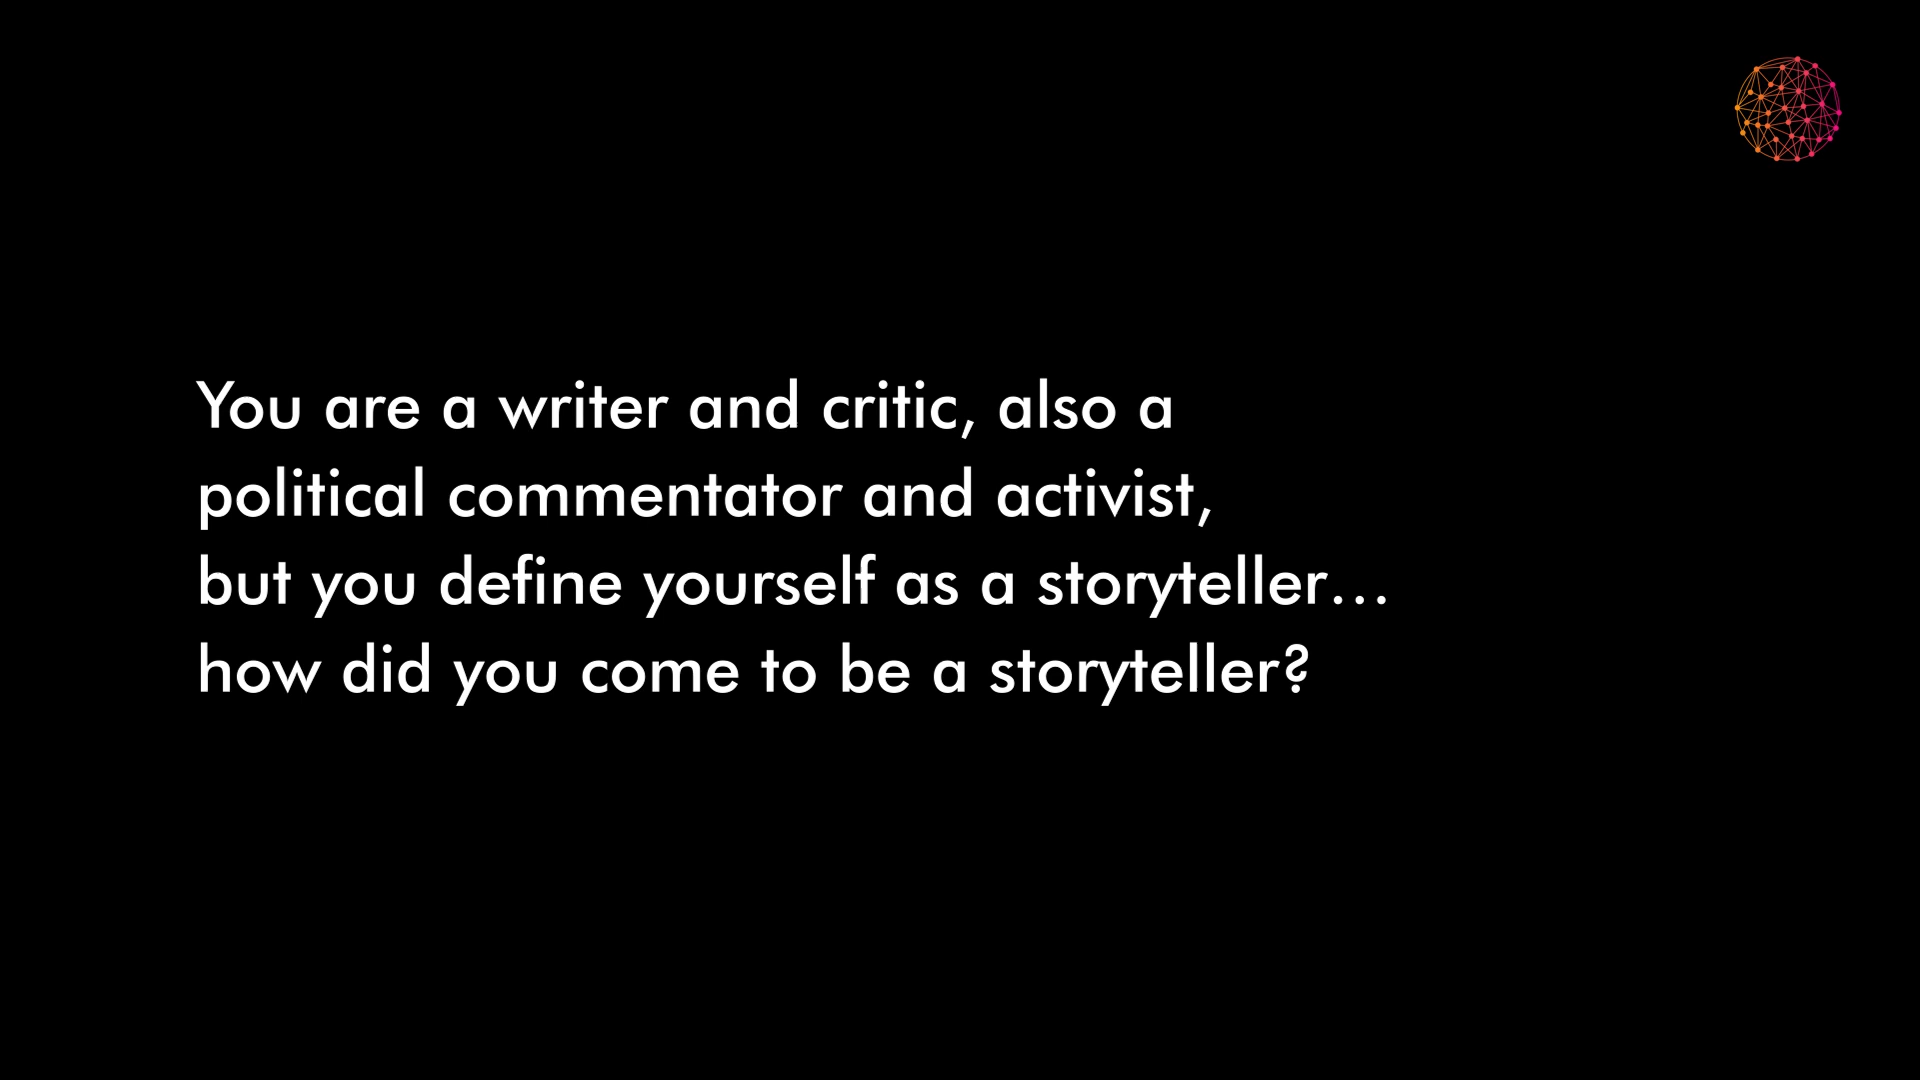 You are a writer and critic, also a
political commentator and activist,
but you define yourself as a storyteller…
how did you come to be a storyteller?